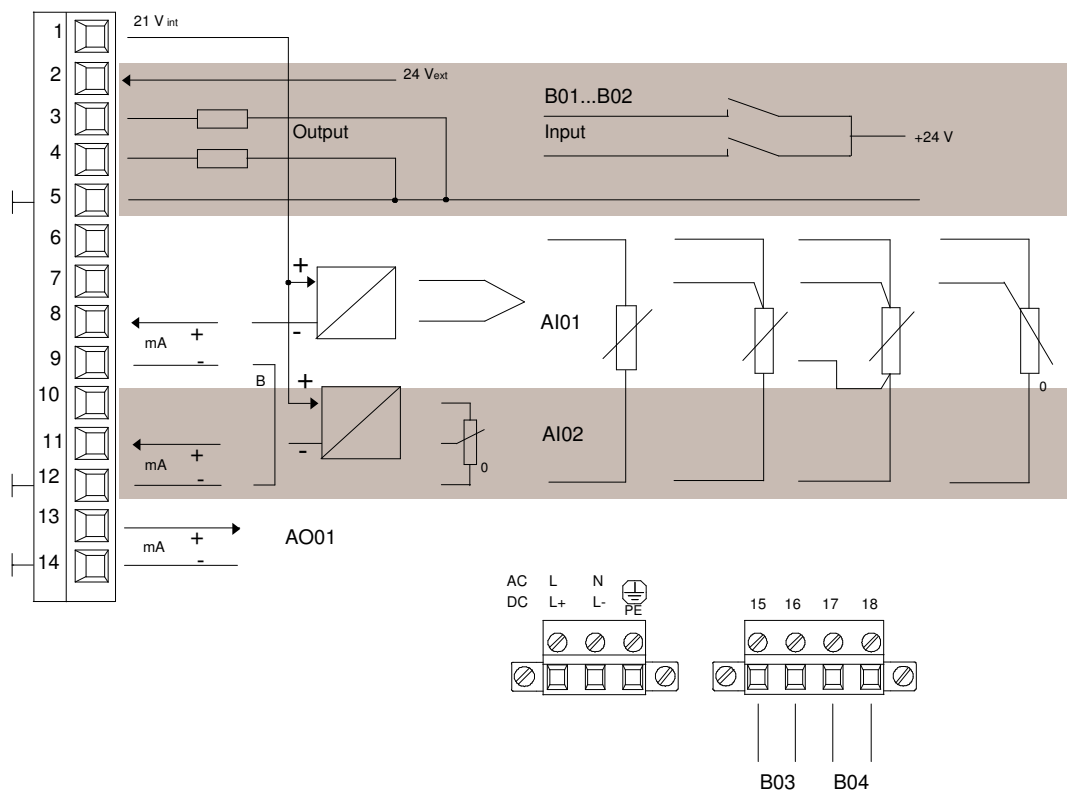 1
21 V int
2
24 Vext
3
B01...B02
Output
Input
4
+24 V
5
6
7
+
8
-
AI01
mA
+
9
-
B
+
0
10
11
-
AI02
mA
+
0
12
-
13
AO01
mA
+
14
-
AC L N
DC L+ L- PE
15 16 17 18
B03 B04